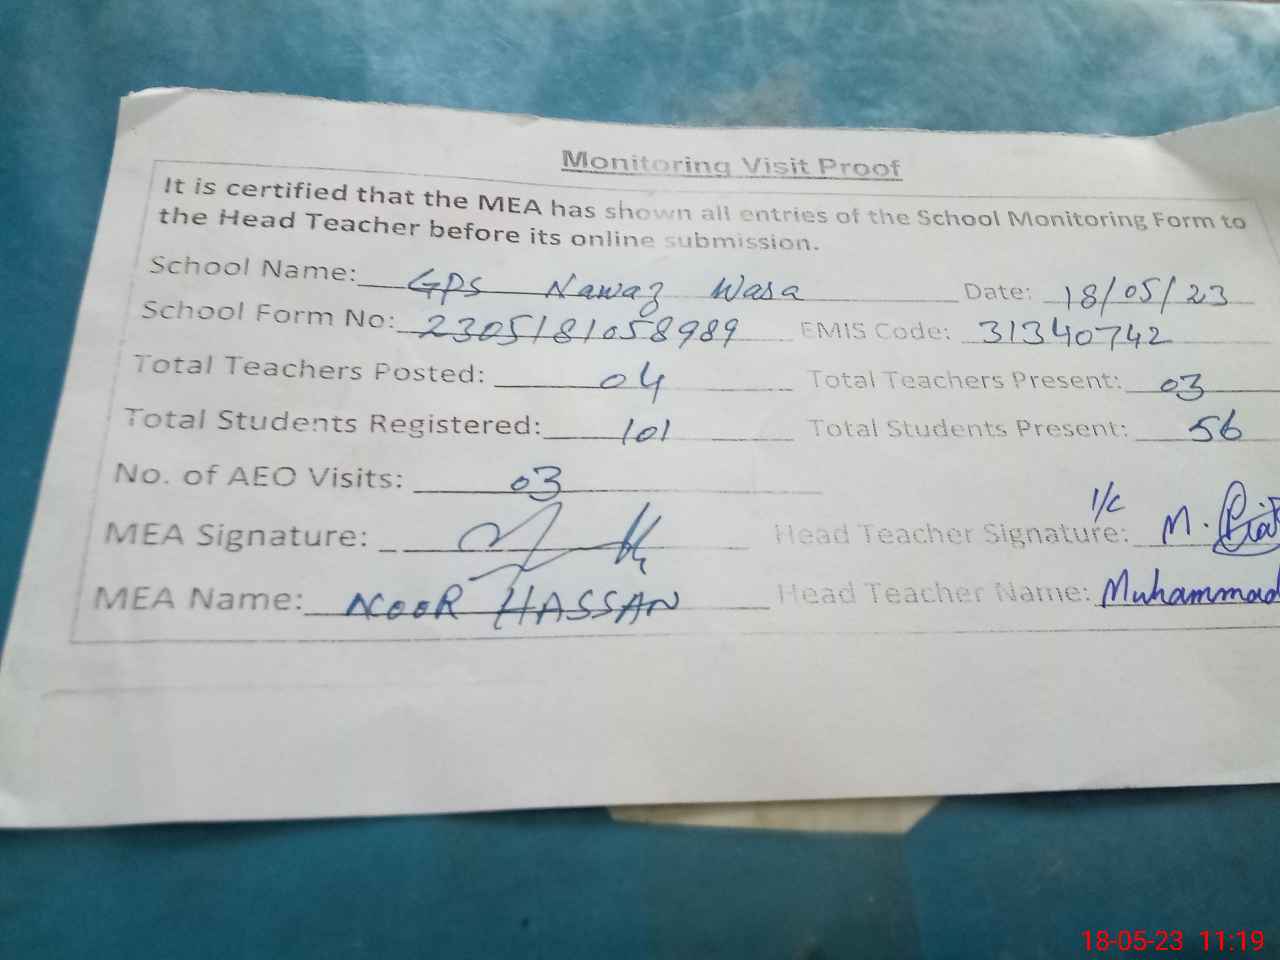 Monitoring Visit Proof
It is certified that the MEA has shown all entries of the School Monitoring Form to
the Head Teacher before its online submission.
School Name: GPS Nawaz Wasa Date: 18/05/23
School Form No: 2305181058989 EMIS Code: 31340742
Total Teachers Posted: 04 Total Teachers Present: 03
Total Students Registered: 101 Total Students Present: 56
No. of AEO Visits: 03
MEA Signature: I/C Head Teacher Signature: M.
MEA Name: NOOR HASSAN Head Teacher Name: Muhammad
18-05-23 11:19